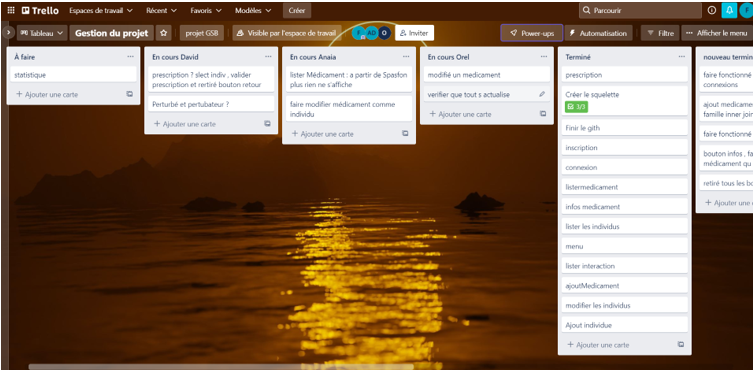 Trello Espaces de travail Récent Favoris Modèles Créer Parcourir
Tableau Gestion du projet projet GSB Visible par l'espace de travail F AD O Inviter Power-ups Automatisation Filtre Afficher le menu
À faire
statistique
+ Ajouter une carte
En cours David
prescription ? slect indiv , valider
prescription et rertiré bouton retour
Perturbé et pertubateur ?
+ Ajouter une carte
En cours Anaia
lister Médicament : a partir de Spasfon
plus rien ne s'affiche
faire modifier médicament comme
individu
+ Ajouter une carte
En cours Orel
modifié un medicament
verifier que tout s actualise
+ Ajouter une carte
Terminé
prescription
Créer le squelette
3/3
Finir le gith
inscription
connexion
listermedicament
infos medicament
lister les individus
menu
lister interaction
ajoutMedicament
modifier les individus
Ajout individue
+ Ajouter une carte
nouveau termin
faire fonctionné
connexions
ajout medicame
famille inner join
faire fonctionné
bouton infos , fa
médicament qu
retiré tous les bo
+ Ajouter une